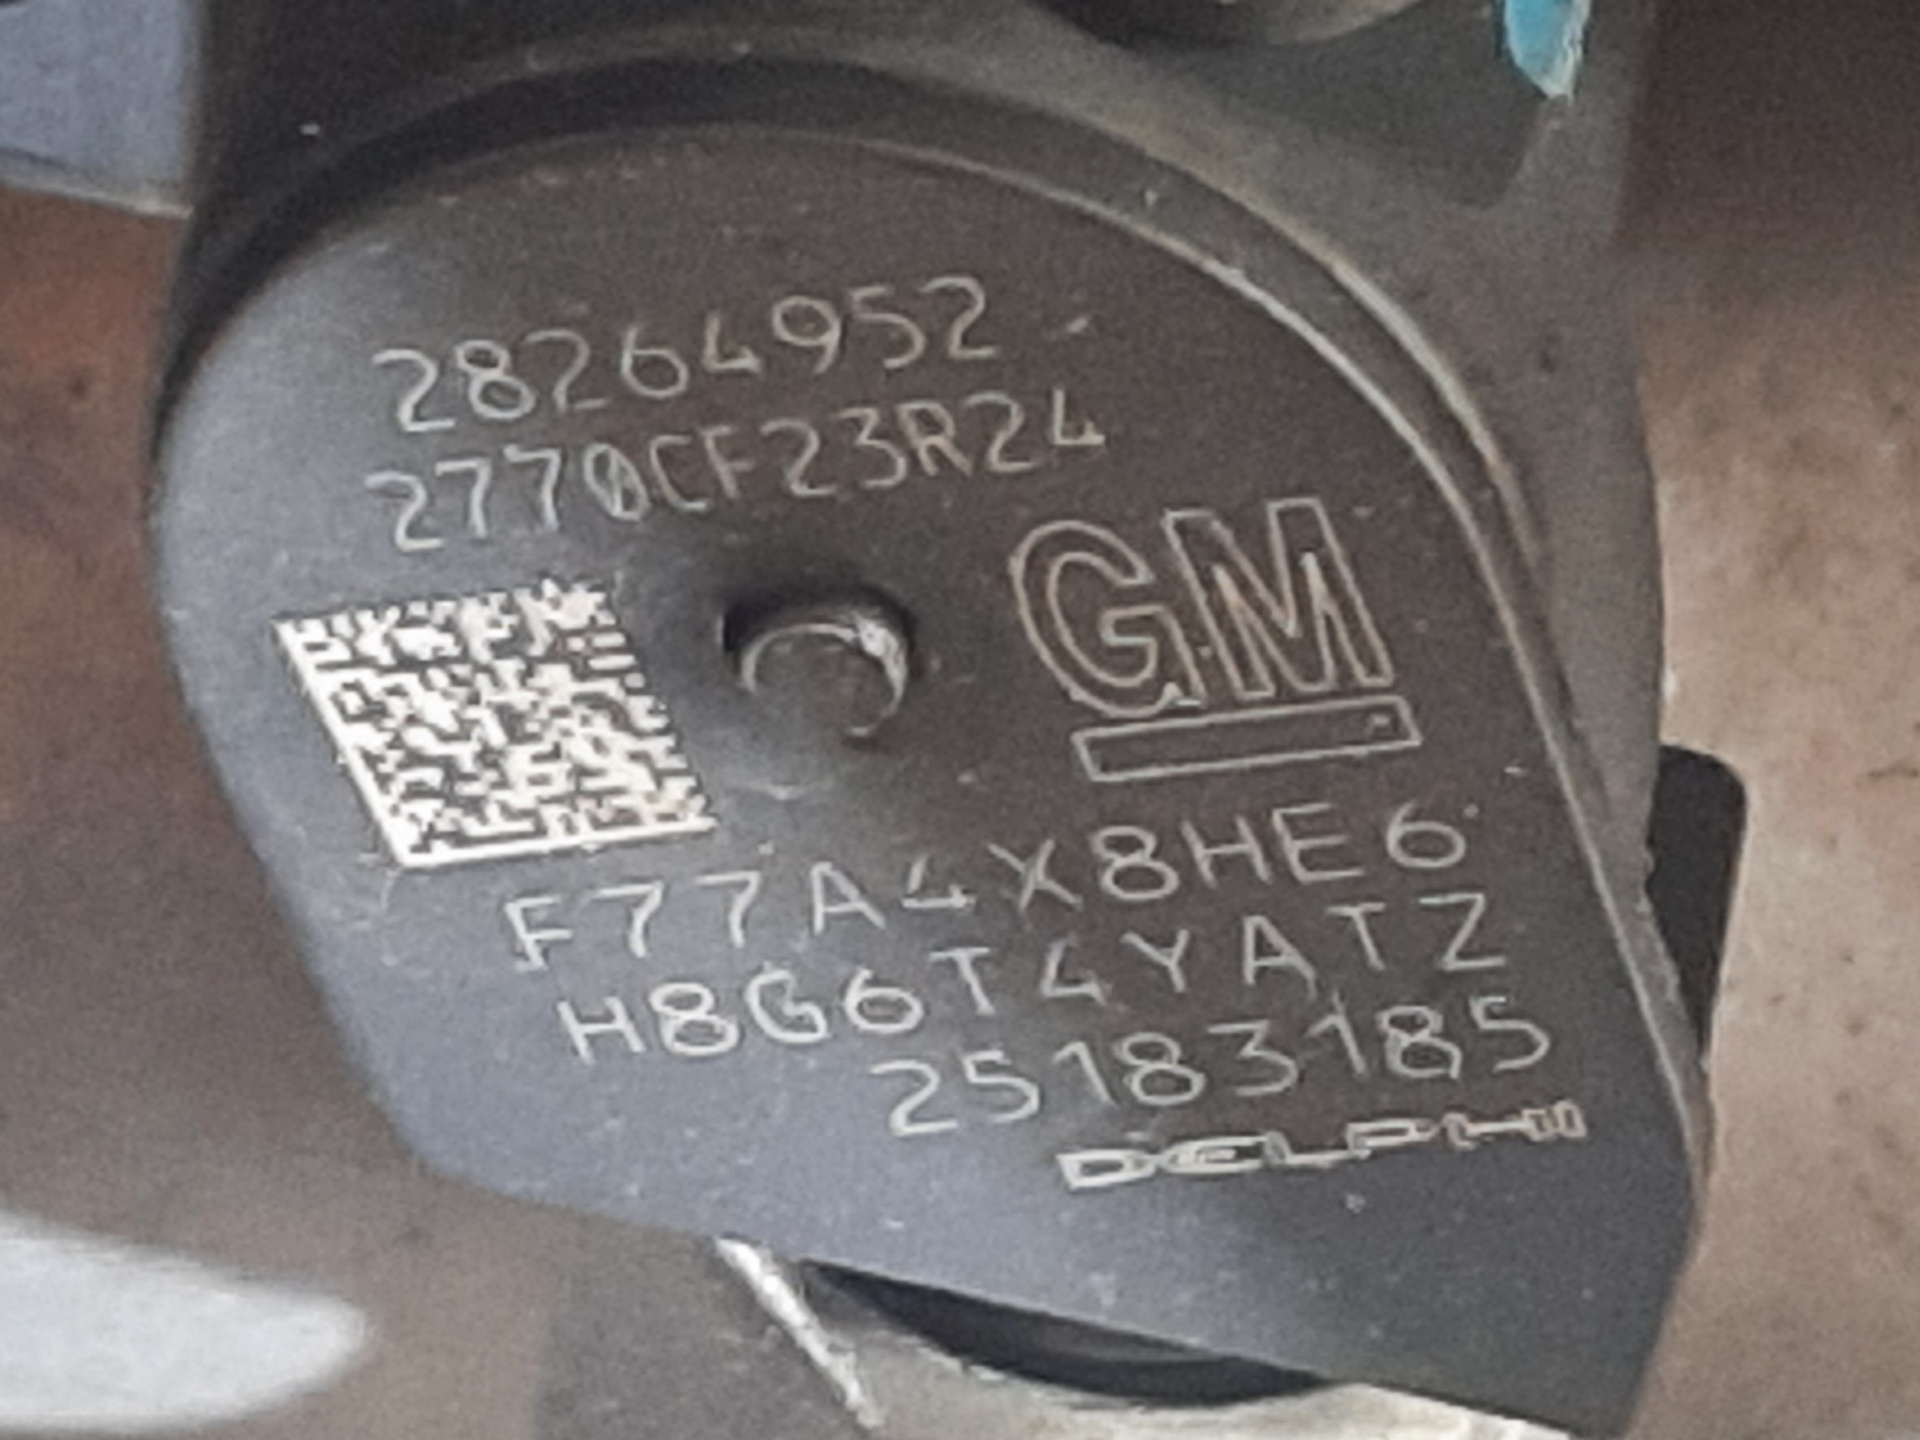 28264952
2770CF23R24
GM
F77A4X8HE6
H8G6T4YATZ
25183185
DELPHI